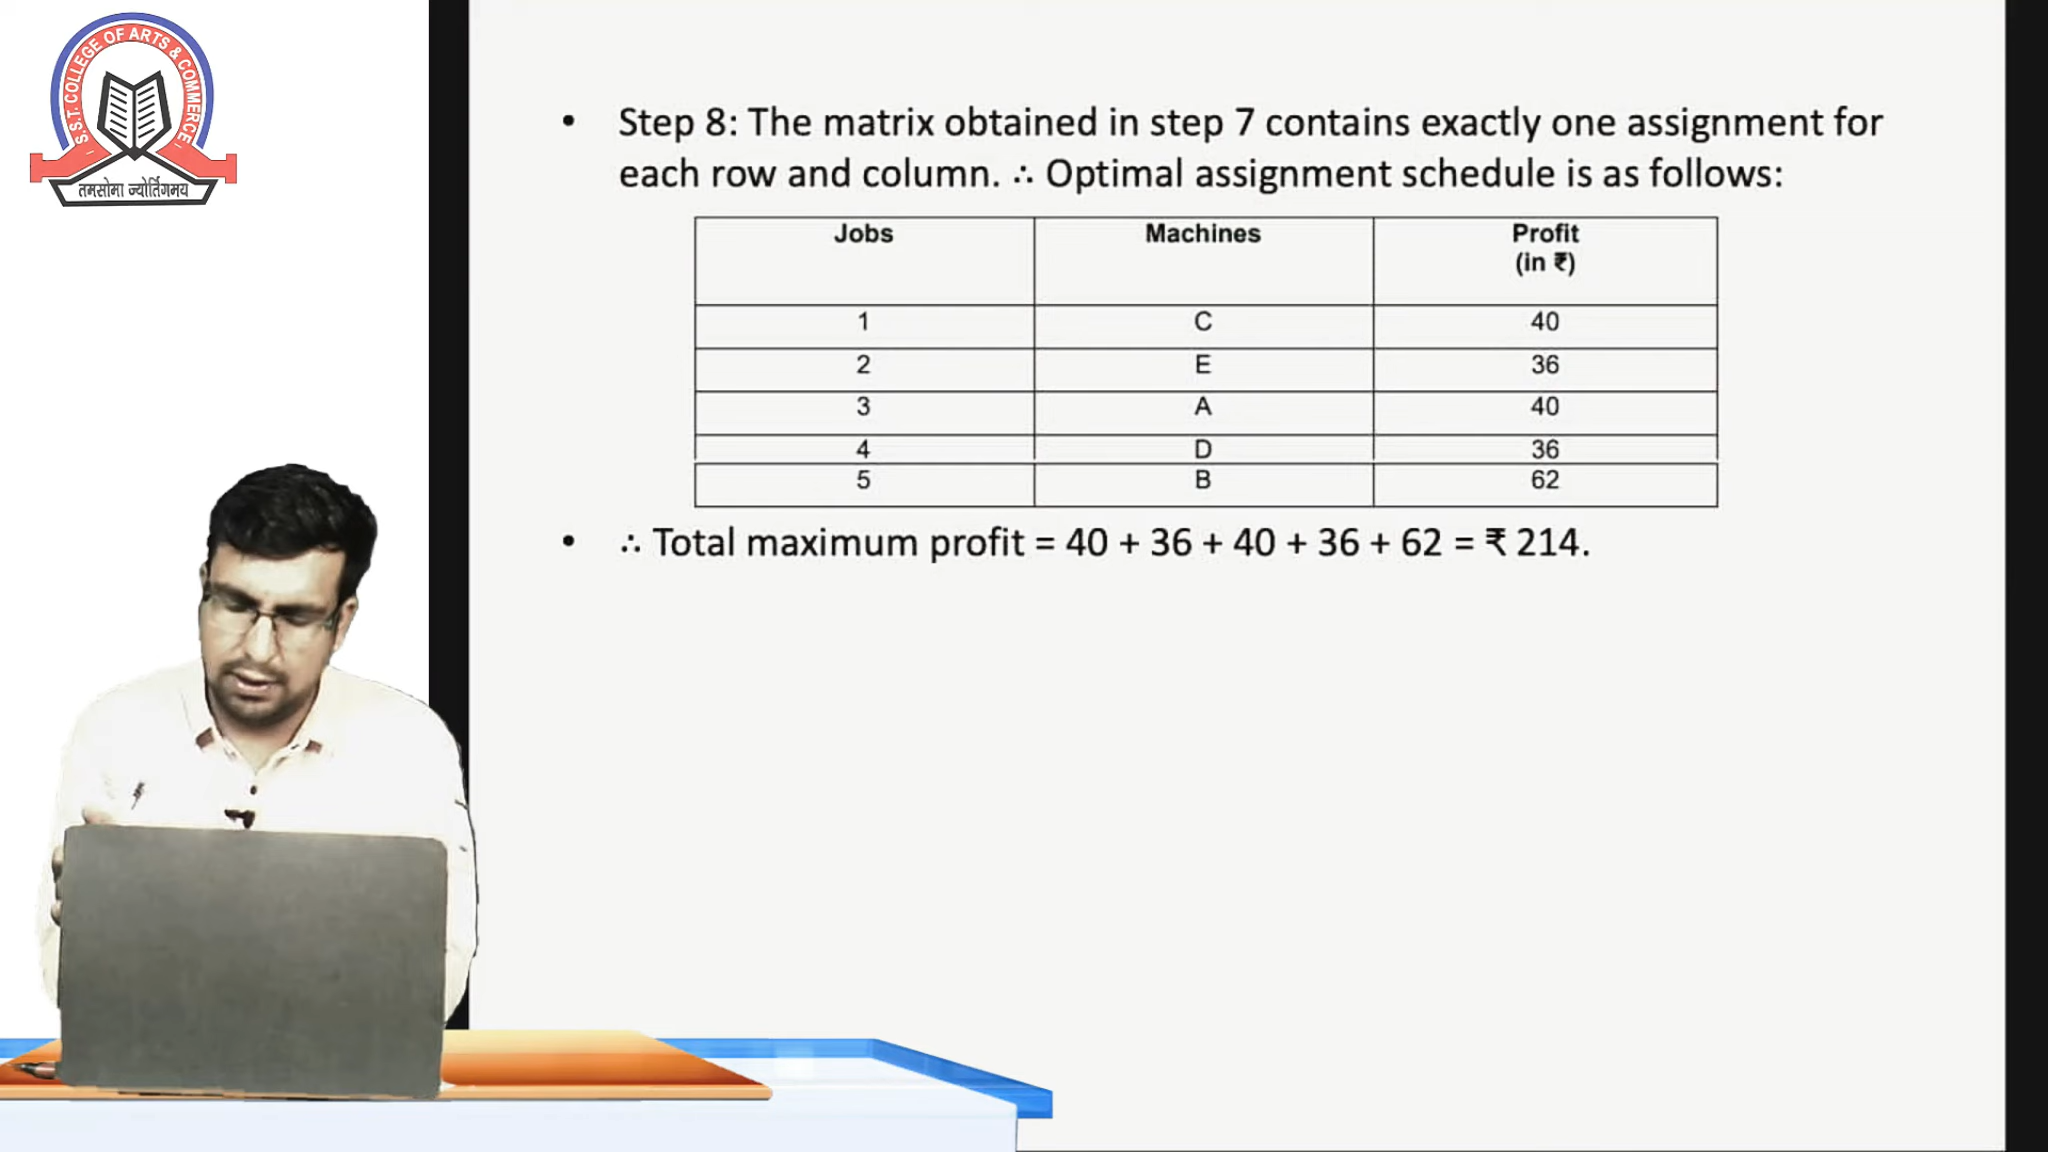 S.S.T. COLLEGE OF ARTS & COMMERCE
तमसोमा ज्योर्तिगमय
• Step 8: The matrix obtained in step 7 contains exactly one assignment for
each row and column. ∴ Optimal assignment schedule is as follows:
Jobs Machines Profit
(in ₹)
1 C 40
2 E 36
3 A 40
4 D 36
5 B 62
• ∴ Total maximum profit = 40 + 36 + 40 + 36 + 62 = ₹ 214.